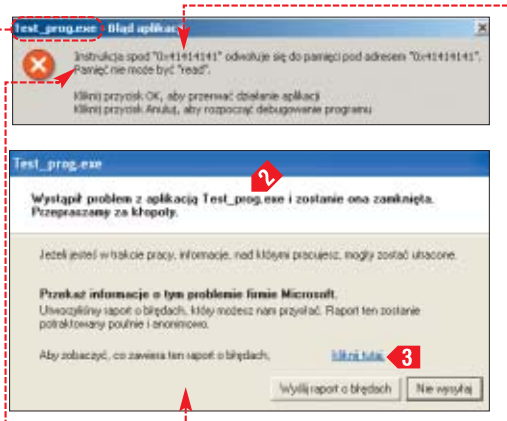 Test_prog.exe - Błąd aplikacji
Instrukcja spod "0x41414141" odwołuje się do pamięci pod adresem "0x41414141".
Pamięć nie może być "read".
Kliknij przycisk OK, aby przerwać działanie aplikacji
Kliknij przycisk Anuluj, aby rozpocząć debugowanie programu
Test_prog.exe
2
Wystąpił problem z aplikacją Test_prog.exe i zostanie ona zamknięta.
Przepraszamy za kłopoty.
Jeżeli jesteś w trakcie pracy, informacje, nad którymi pracujesz, mogły zostać utracone.
Przekaż informacje o tym problemie firmie Microsoft.
Utworzyliśmy raport o błędach, który możesz nam przysłać. Raport ten zostanie
potraktowany poufnie i anonimowo.
Aby zobaczyć, co zawiera ten raport o błędach, kliknij tutaj. 3
Wyślij raport o błędach Nie wysyłaj